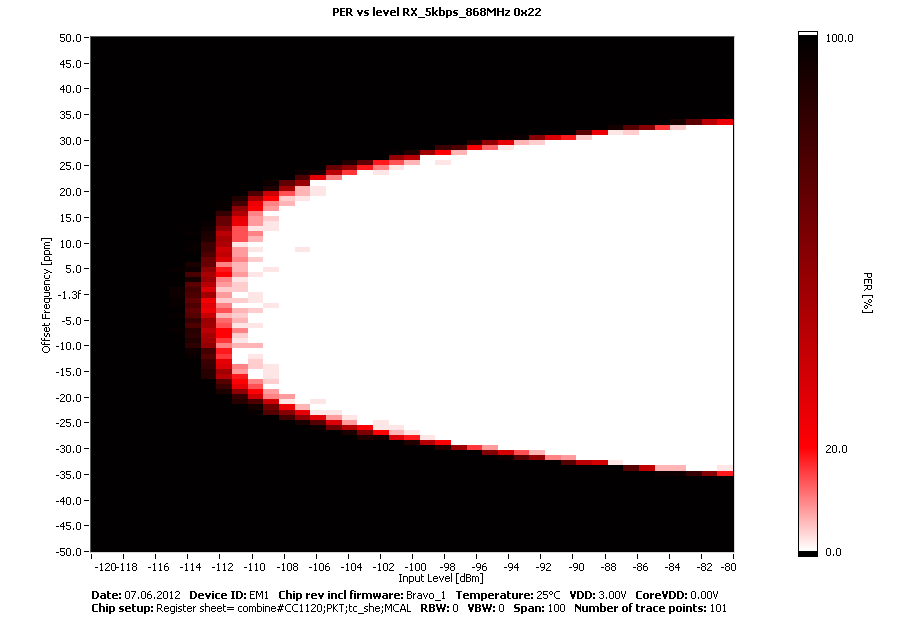 PER vs level RX_5kbps_868MHz 0x22
50.0
45.0
40.0
35.0
30.0
25.0
20.0
15.0
10.0
5.0
-1.3f
-5.0
-10.0
-15.0
-20.0
-25.0
-30.0
-35.0
-40.0
-45.0
-50.0
Offset Frequency [ppm]
-120 -118 -116 -114 -112 -110 -108 -106 -104 -102 -100 -98 -96 -94 -92 -90 -88 -86 -84 -82 -80
Input Level [dBm]
100.0
20.0
0.0
PER [%]
Date: 07.06.2012 Device ID: EM1 Chip rev incl firmware: Bravo_1 Temperature: 25°C VDD: 3.00V CoreVDD: 0.00V
Chip setup: Register sheet= combine#CC1120;PKT;tc_she;MCAL RBW: 0 VBW: 0 Span: 100 Number of trace points: 101